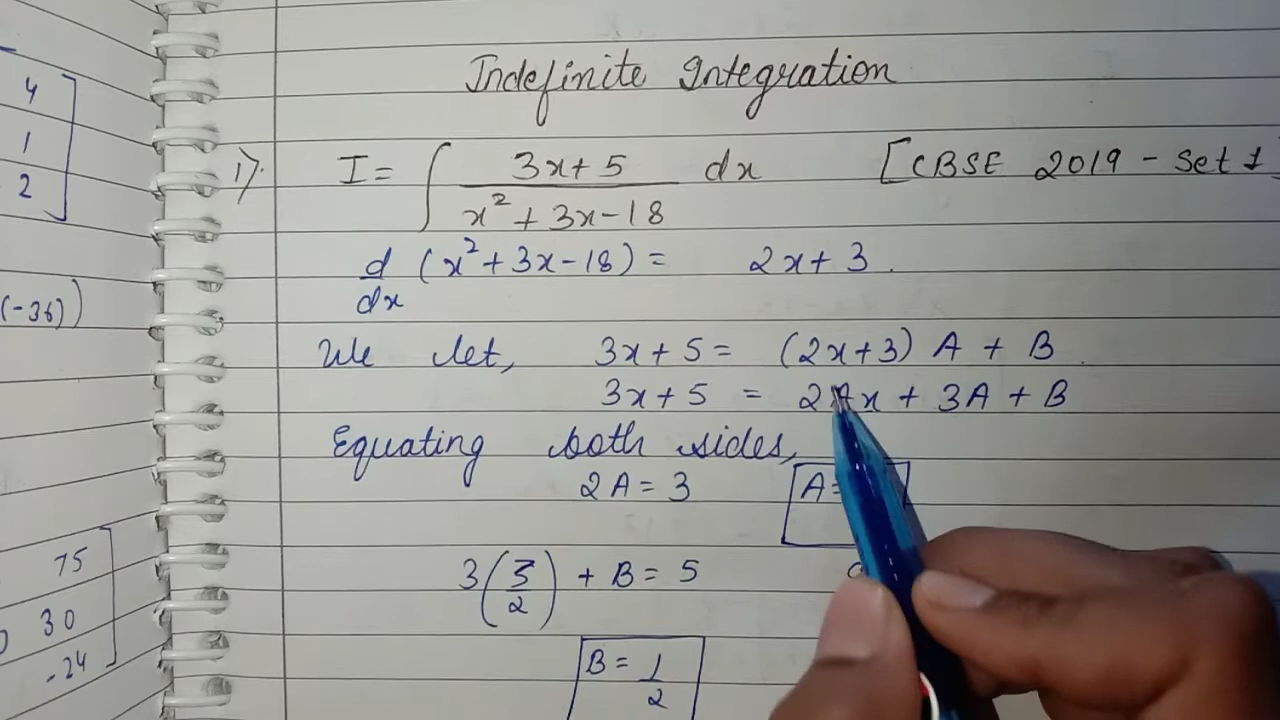 Indefinite Integration
1). I = ∫ (3x+5)/(x²+3x-18) dx [CBSE 2019 - Set 1]
d/dx (x²+3x-18) = 2x+3.
We let, 3x+5 = (2x+3) A + B.
3x+5 = 2Ax + 3A + B
Equating both sides,
2A = 3 A =
3(3/2) + B = 5
B = 1/2
4
1
2
(-36))
75
30
-24